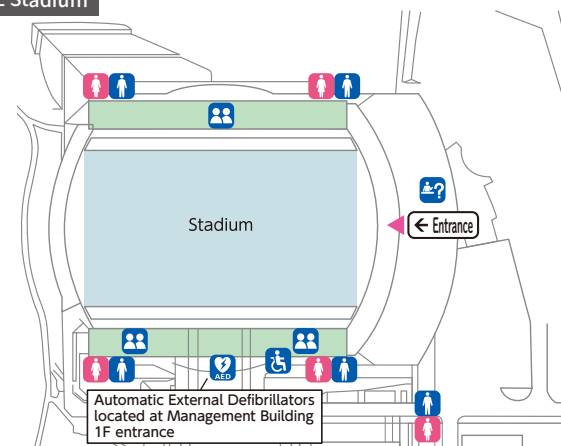 Stadium
Stadium
?
← Entrance
AED
Automatic External Defibrillators
located at Management Building
1F entrance